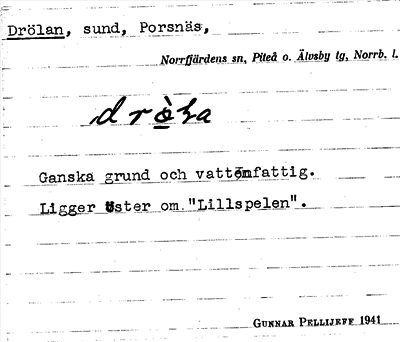 Drölan, sund, Porsnäs,
Norrfjärdens sn, Piteå o. Älvsby tg, Norrb. l.
Ganska grund och vattenfattig.
Ligger öster om "Lillspelen".
GUNNAR PELLIJEFF 1941